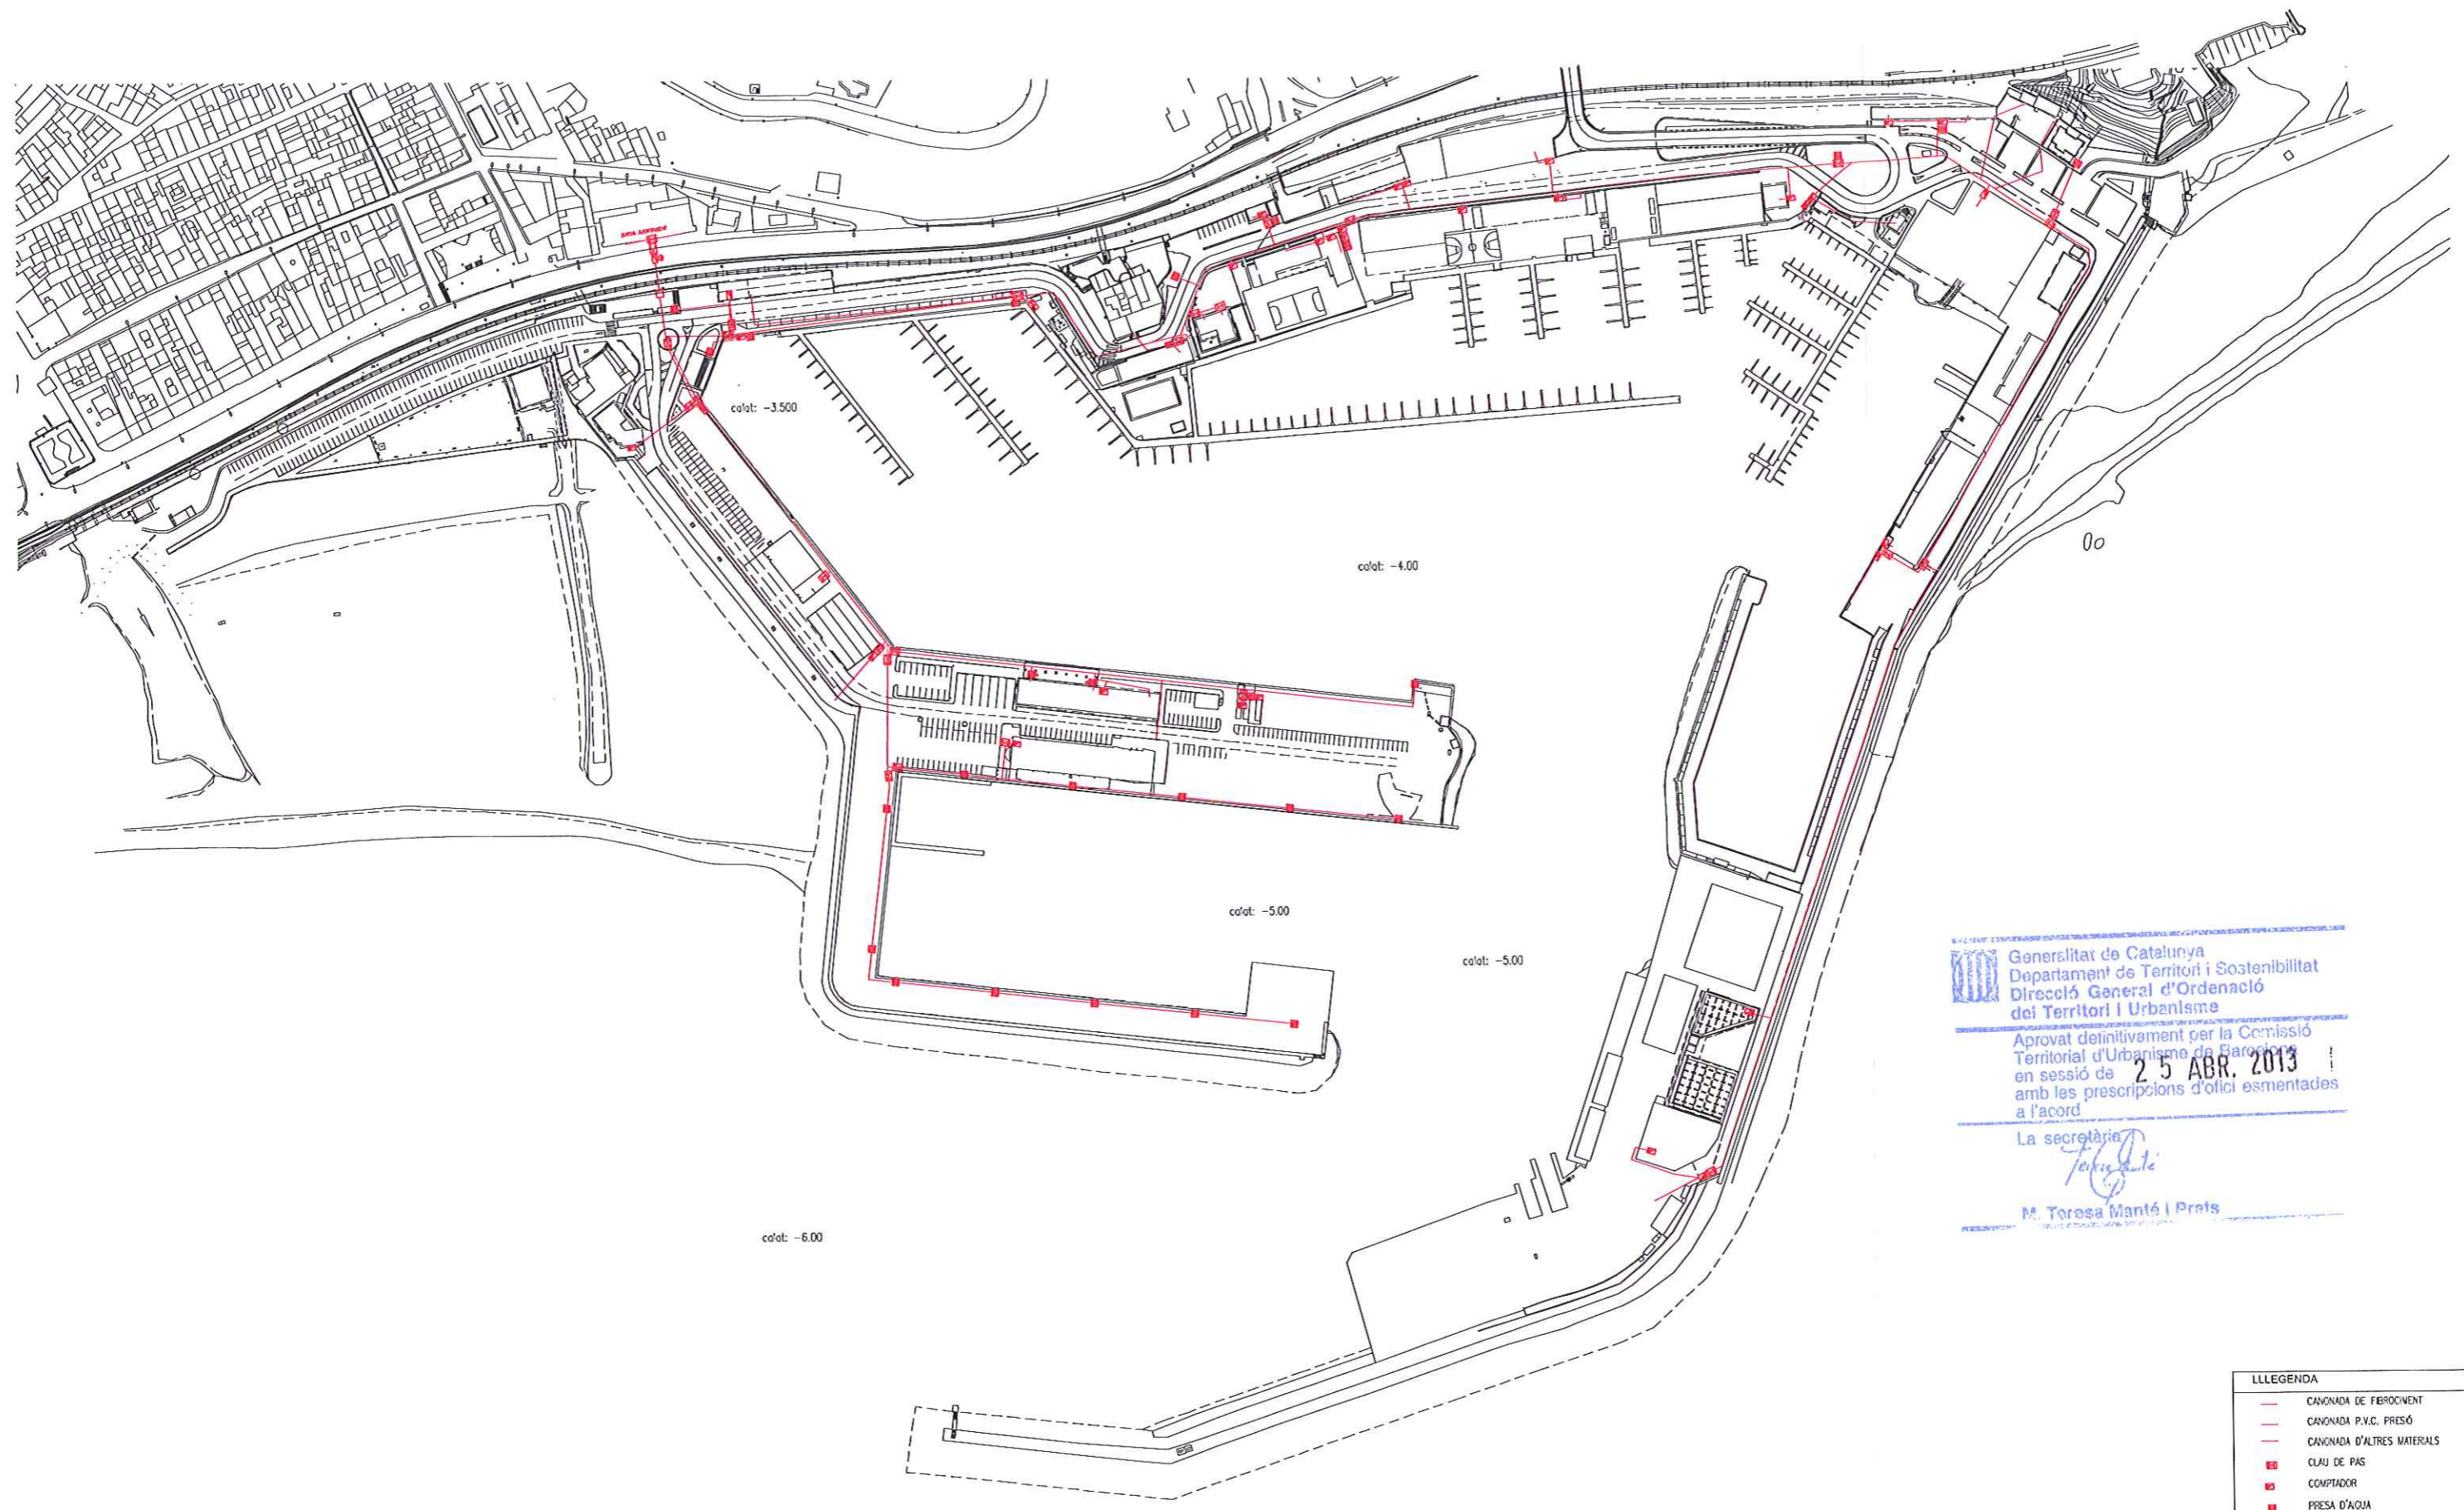 calat: -3.500
calat: -4.00
calat: -5.00
calat: -5.00
calat: -6.00
Generalitat de Catalunya
Departament de Territori i Sostenibilitat
Direcció General d'Ordenació
del Territori i Urbanisme
Aprovat definitivament per la Comissió
Territorial d'Urbanisme de Barcelona
en sessió de 25 ABR. 2013
amb les prescripcions d'ofici esmentades
a l'acord
La secretària
M. Teresa Manté i Prats
LLLEGENDA
CANONADA DE FIBROCIMENT
CANONADA P.V.C. PRESIÓ
CANONADA D'ALTRES MATERIALS
CLAU DE PAS
COMPTADOR
PRESA D'AIGUA